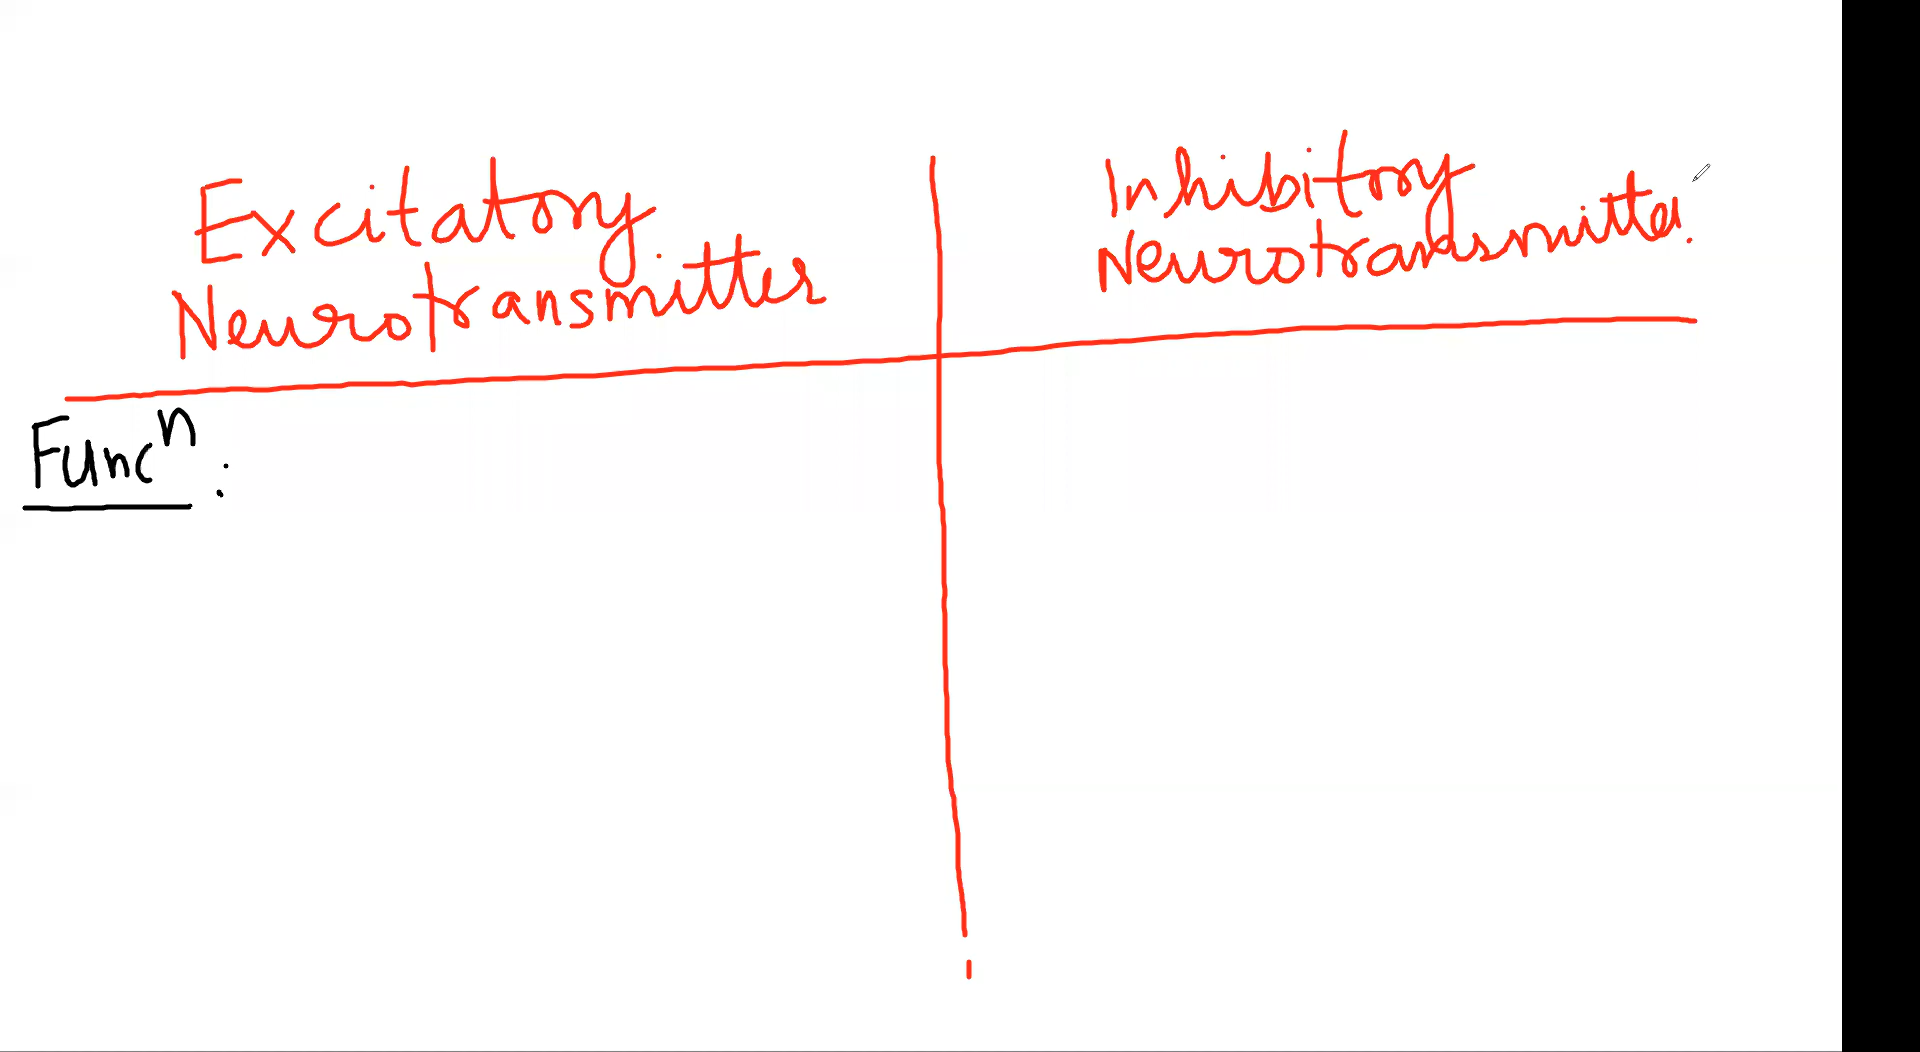 Excitatory
Neurotransmitter
Inhibitory
Neurotransmitter.
Funcⁿ :